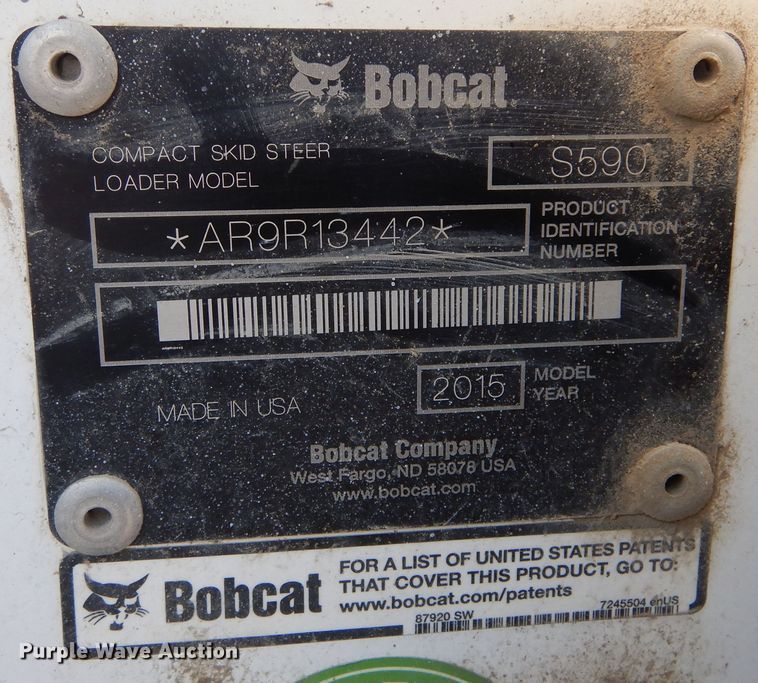 Bobcat
COMPACT SKID STEER
LOADER MODEL
S590
*AR9R13442*
PRODUCT
IDENTIFICATION
NUMBER
2015
MODEL
YEAR
MADE IN USA
Bobcat Company
West Fargo, ND 58078 USA
www.bobcat.com
Bobcat
FOR A LIST OF UNITED STATES PATENTS
THAT COVER THIS PRODUCT, GO TO:
www.bobcat.com/patents
87920 SW
7245504 enUS
Purple Wave Auction